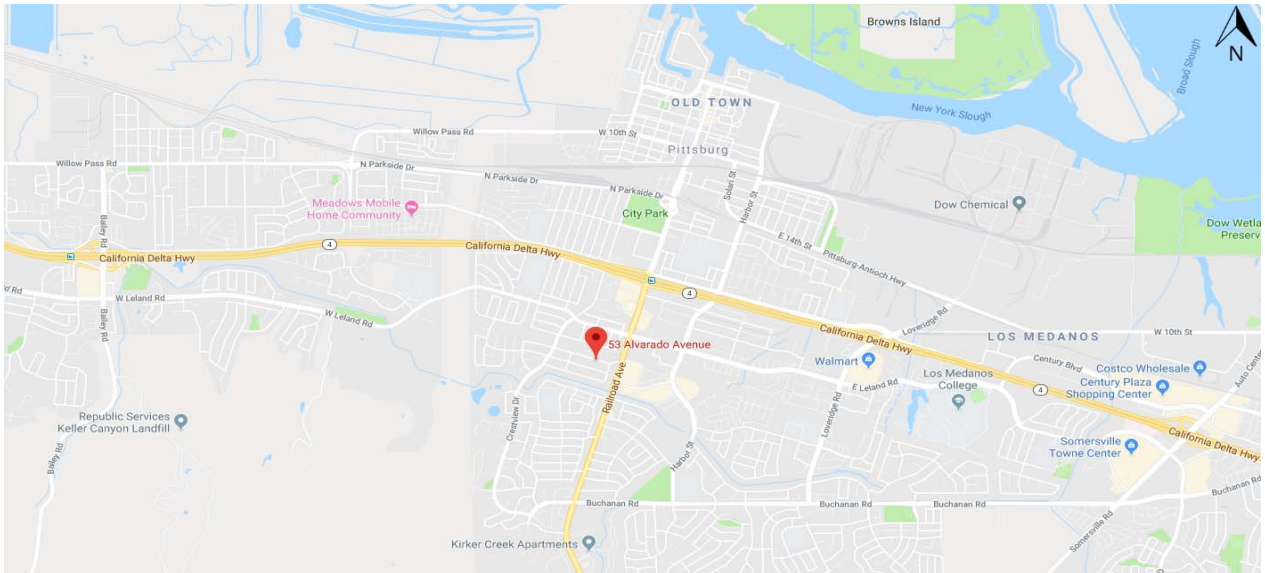 Browns Island
N
Broad Slough
OLD TOWN
New York Slough
Willow Pass Rd
W 10th St
Pittsburg
Willow Pass Rd
N Parkside Dr
N Parkside Dr
Solari St
Harbor St
Meadows Mobile
Home Community
City Park
Dow Chemical
Dow Wetla
Preserv
Bailey Rd
E 14th St
Pittsburg-Antioch Hwy
4
California Delta Hwy
California Delta Hwy
4
W Leland Rd
W Leland Rd
Bailey Rd
Loveridge Rd
California Delta Hwy
LOS MEDANOS
W 10th St
53 Alvarado Avenue
Walmart
Century Blvd
Costco Wholesale
Century Plaza
Shopping Center
Auto Center
Los Medanos
College
E Leland Rd
4
Railroad Ave
Crestview Dr
Republic Services
Keller Canyon Landfill
Loveridge Rd
California Delta Hwy
Somersville
Towne Center
Harbor St
Bailey Rd
Buchanan Rd
Buchanan Rd
Buchanan Rd
Buchanan Rd
Somersville Rd
Kirker Creek Apartments